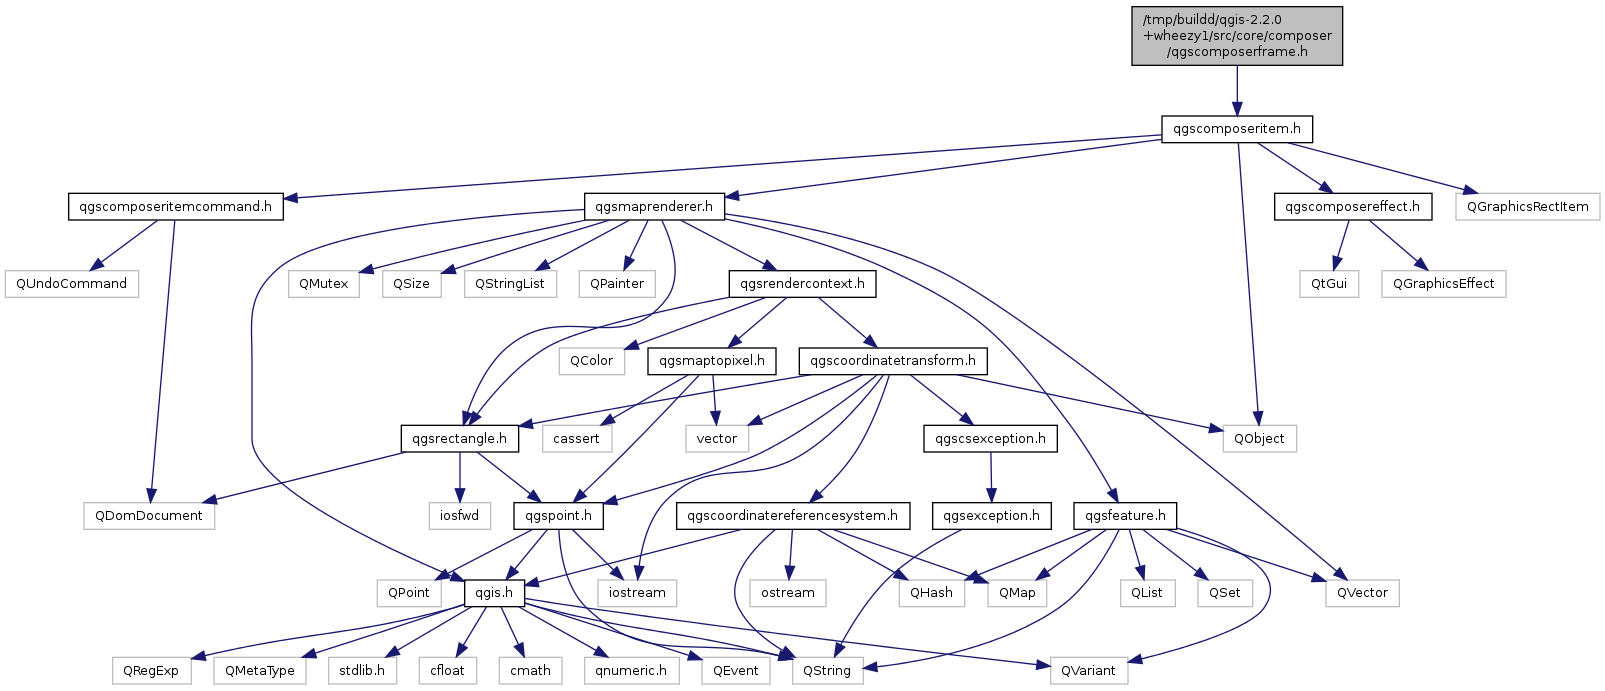 /tmp/buildd/qgis-2.2.0
+wheezy1/src/core/composer
/qgscomposerframe.h
qgscomposeritem.h
qgscomposeritemcommand.h
qgsmaprenderer.h
qgscomposereffect.h
QGraphicsRectItem
QUndoCommand
QMutex
QSize
QStringList
QPainter
qgsrendercontext.h
QtGui
QGraphicsEffect
QColor
qgsmaptopixel.h
qgscoordinatetransform.h
qgsrectangle.h
cassert
vector
qgscsexception.h
QObject
QDomDocument
iosfwd
qgspoint.h
qgscoordinatereferencesystem.h
qgsexception.h
qgsfeature.h
QPoint
qgis.h
iostream
ostream
QHash
QMap
QList
QSet
QVector
QRegExp
QMetaType
stdlib.h
cfloat
cmath
qnumeric.h
QEvent
QString
QVariant